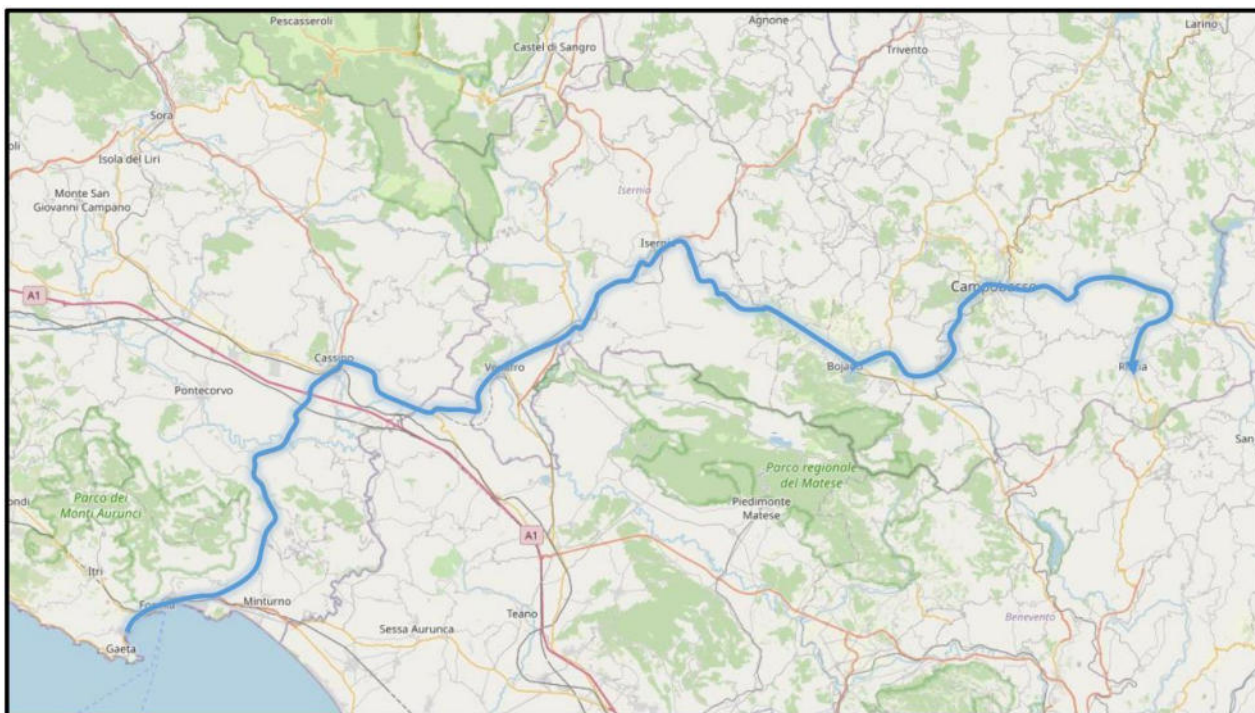 Pescasseroli
Agnone
Larino
Castel di Sangro
Trivento
Sora
Isola del Liri
Isernia
Monte San
Giovanni Campano
A1
Campobasso
Cassino
Bojano
Pontecorvo
Parco dei
Monti Aurunci
Parco regionale
del Matese
Piedimonte
Matese
A1
Itri
Minturno
Teano
Sessa Aurunca
Benevento
Gaeta